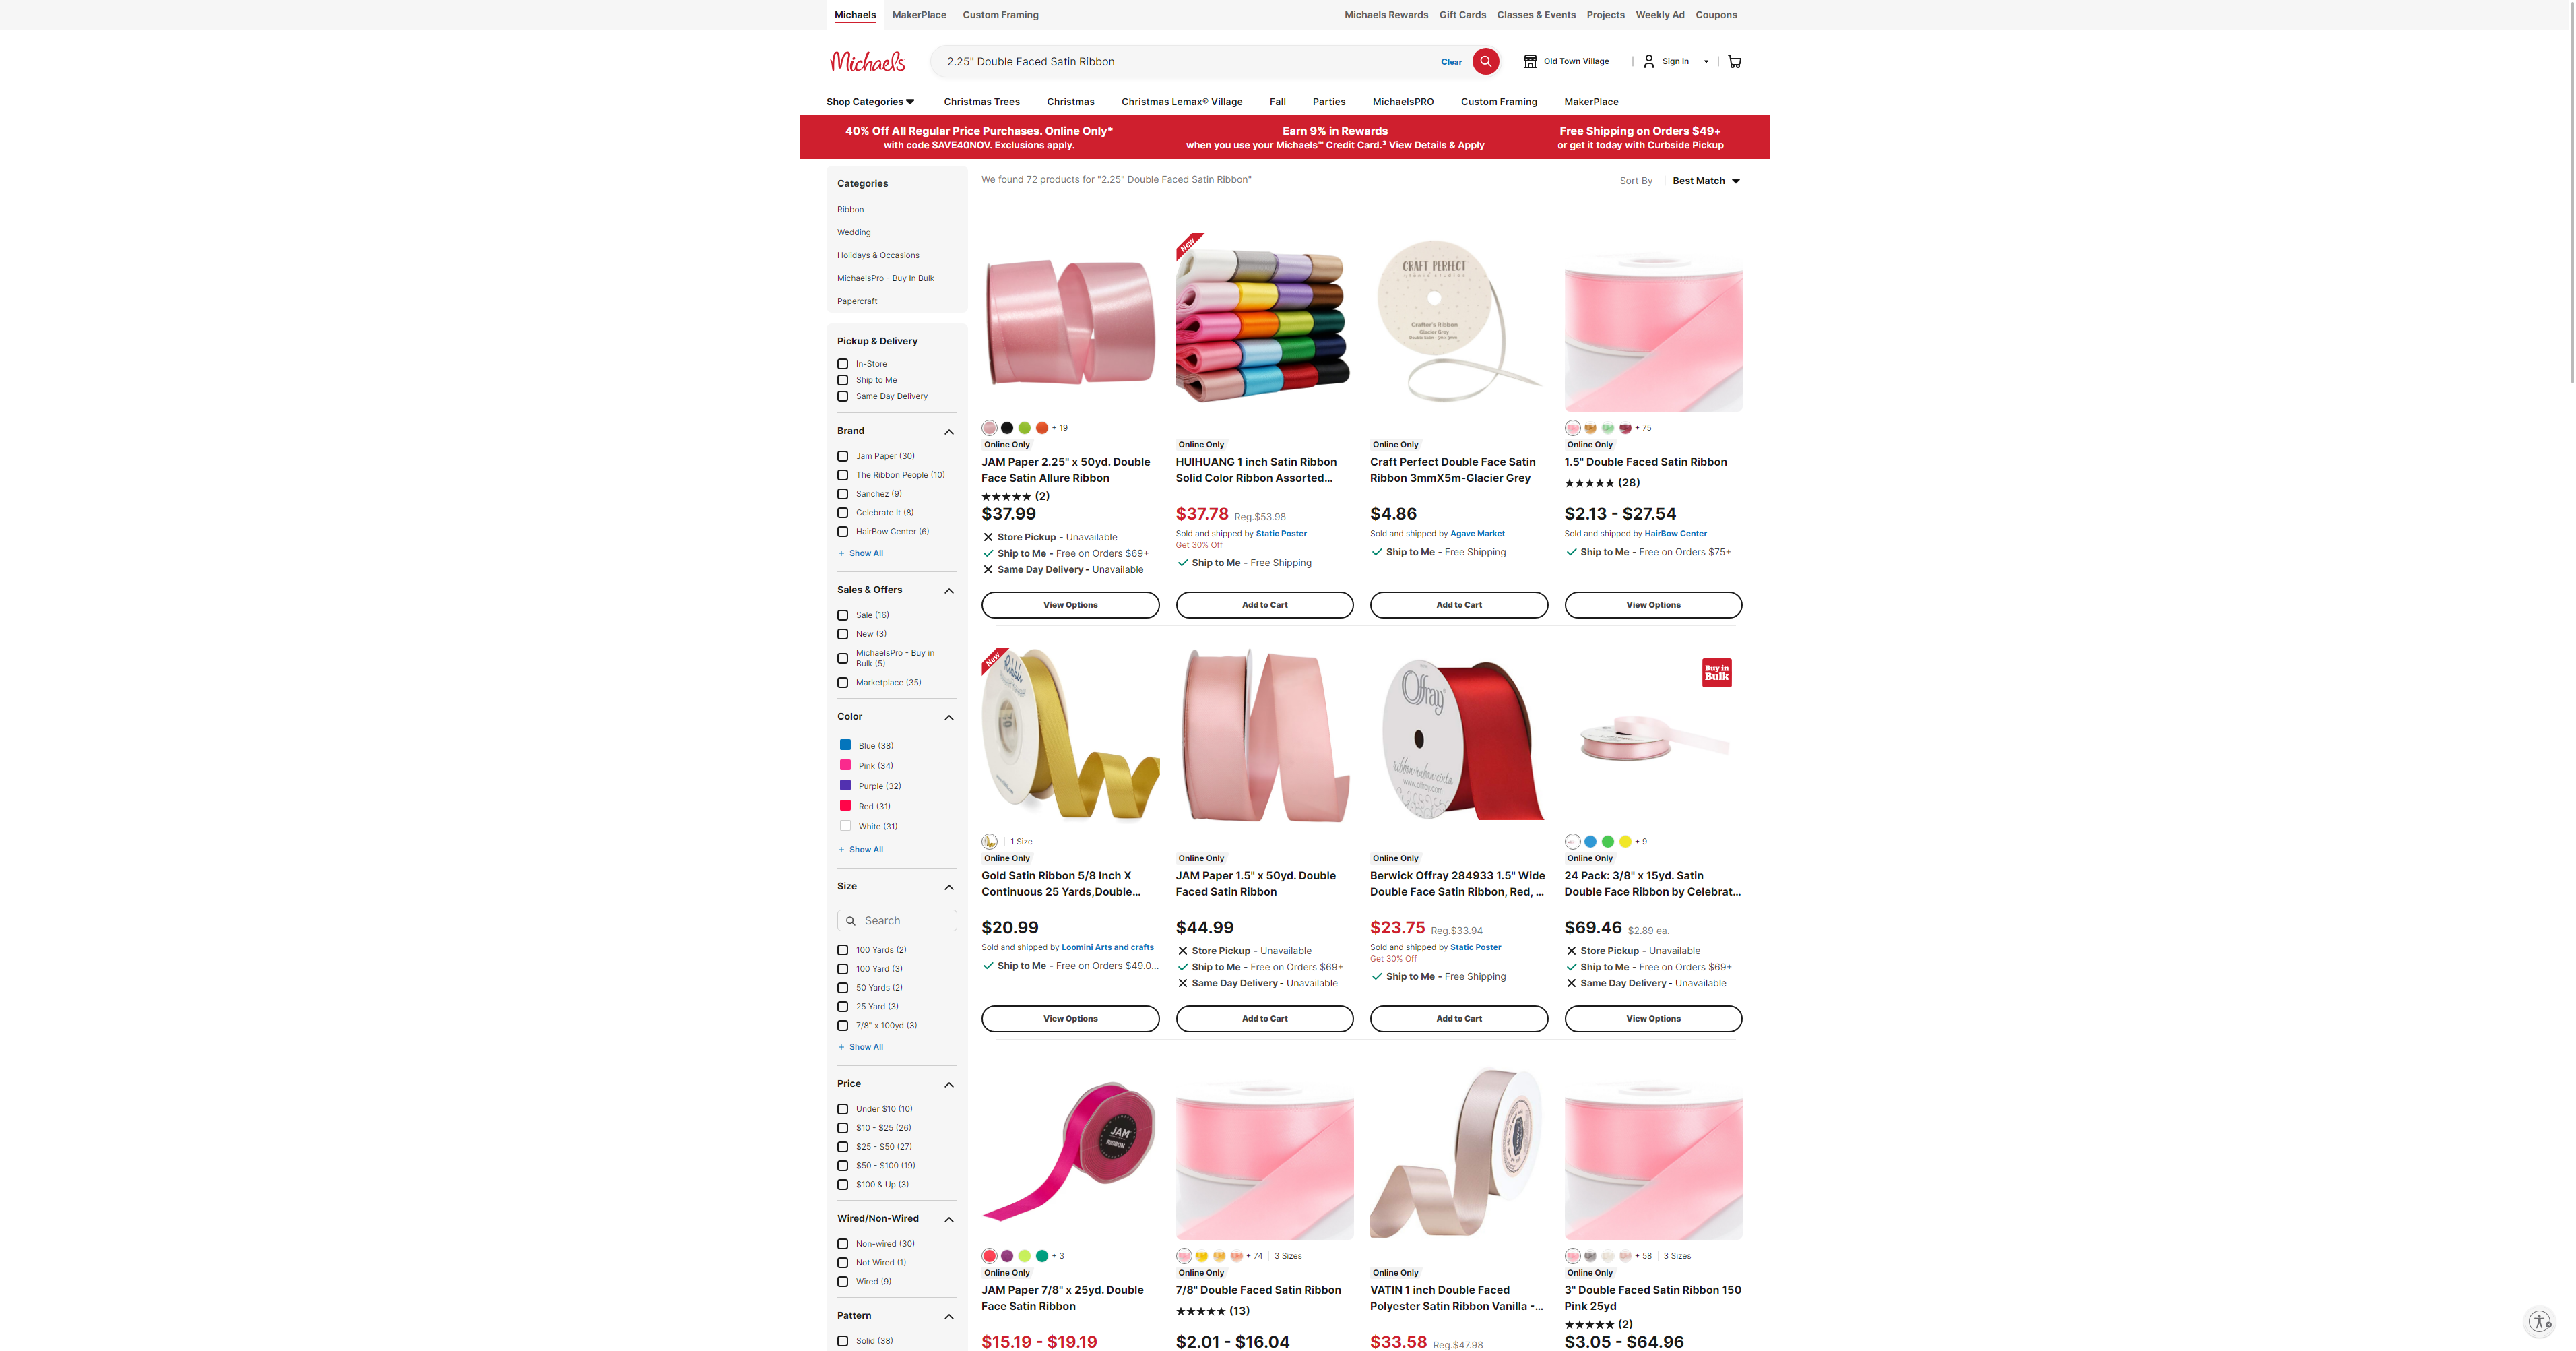 Michaels MakerPlace Custom Framing
Michaels Rewards Gift Cards Classes & Events Projects Weekly Ad Coupons
Michaels
2.25" Double Faced Satin Ribbon
Clear
Old Town Village
Sign In
Shop Categories Christmas Trees Christmas Christmas Lemax® Village Fall Parties MichaelsPRO Custom Framing MakerPlace
40% Off All Regular Price Purchases. Online Only*
with code SAVE40NOV. Exclusions apply.
Earn 9% in Rewards
when you use your Michaels™ Credit Card.³ View Details & Apply
Free Shipping on Orders $49+
or get it today with Curbside Pickup
Categories
Ribbon
Wedding
Holidays & Occasions
MichaelsPro - Buy In Bulk
Papercraft
Pickup & Delivery
In-Store
Ship to Me
Same Day Delivery
Brand
Jam Paper (30)
The Ribbon People (10)
Sanchez (9)
Celebrate It (8)
HairBow Center (6)
+ Show All
Sales & Offers
Sale (16)
New (3)
MichaelsPro - Buy in
Bulk (5)
Marketplace (35)
Color
Blue (38)
Pink (34)
Purple (32)
Red (31)
White (31)
+ Show All
Size
Search
100 Yards (2)
100 Yard (3)
50 Yards (2)
25 Yard (3)
7/8" x 100yd (3)
+ Show All
Price
Under $10 (10)
$10 - $25 (26)
$25 - $50 (27)
$50 - $100 (19)
$100 & Up (3)
Wired/Non-Wired
Non-wired (30)
Not Wired (1)
Wired (9)
Pattern
Solid (38)
We found 72 products for "2.25" Double Faced Satin Ribbon"
Sort By Best Match
+ 19
Online Only
JAM Paper 2.25" x 50yd. Double
Face Satin Allure Ribbon
★★★★★ (2)
$37.99
Store Pickup - Unavailable
Ship to Me - Free on Orders $69+
Same Day Delivery - Unavailable
View Options
New
Online Only
HUIHUANG 1 inch Satin Ribbon
Solid Color Ribbon Assorted...
$37.78 Reg.$53.98
Sold and shipped by Static Poster
Get 30% Off
Ship to Me - Free Shipping
Add to Cart
CRAFT PERFECT
Crafter's Ribbon
Glacier Grey
Online Only
Craft Perfect Double Face Satin
Ribbon 3mmX5m-Glacier Grey
$4.86
Sold and shipped by Agave Market
Ship to Me - Free Shipping
Add to Cart
+ 75
Online Only
1.5" Double Faced Satin Ribbon
★★★★★ (28)
$2.13 - $27.54
Sold and shipped by HairBow Center
Ship to Me - Free on Orders $75+
View Options
New
1 Size
Online Only
Gold Satin Ribbon 5/8 Inch X
Continuous 25 Yards,Double...
$20.99
Sold and shipped by Loomini Arts and crafts
Ship to Me - Free on Orders $49.0...
View Options
Online Only
JAM Paper 1.5" x 50yd. Double
Faced Satin Ribbon
$44.99
Store Pickup - Unavailable
Ship to Me - Free on Orders $69+
Same Day Delivery - Unavailable
Add to Cart
Offray
ribbon·ruban·cinta
www.offray.com
Online Only
Berwick Offray 284933 1.5" Wide
Double Face Satin Ribbon, Red, ...
$23.75 Reg.$33.94
Sold and shipped by Static Poster
Get 30% Off
Ship to Me - Free Shipping
Add to Cart
Buy in
Bulk
+ 9
Online Only
24 Pack: 3/8" x 15yd. Satin
Double Face Ribbon by Celebrat...
$69.46 $2.89 ea.
Store Pickup - Unavailable
Ship to Me - Free on Orders $69+
Same Day Delivery - Unavailable
View Options
JAM
RIBBON
+ 3
Online Only
JAM Paper 7/8" x 25yd. Double
Face Satin Ribbon
$15.19 - $19.19
+ 74 3 Sizes
Online Only
7/8" Double Faced Satin Ribbon
★★★★★ (13)
$2.01 - $16.04
Online Only
VATIN 1 inch Double Faced
Polyester Satin Ribbon Vanilla -...
$33.58 Reg.$47.98
+ 58 3 Sizes
Online Only
3" Double Faced Satin Ribbon 150
Pink 25yd
★★★★★ (2)
$3.05 - $64.96